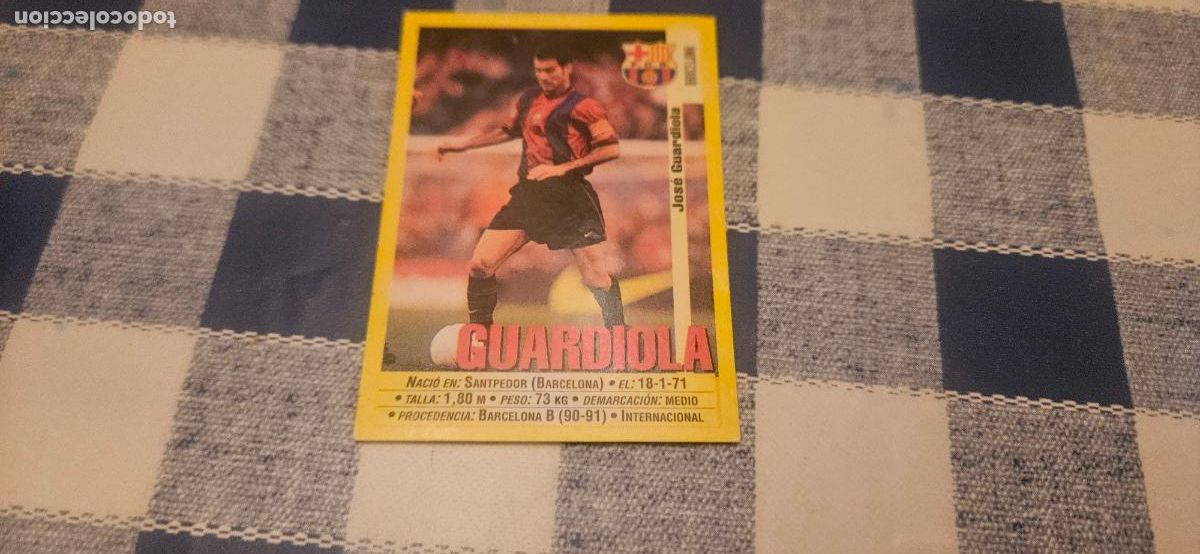 todocoleccion
BARCELONA
José Guardiola
GUARDIOLA
NACIÓ EN: SANTPEDOR (BARCELONA) • EL: 18-1-71
• TALLA: 1,80 M • PESO: 73 KG • DEMARCACIÓN: MEDIO
• PROCEDENCIA: BARCELONA B (90-91) • INTERNACIONAL